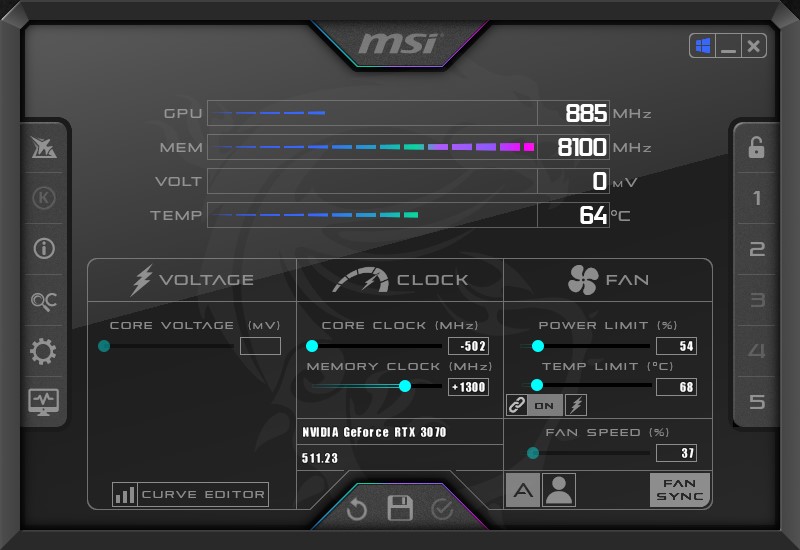 msi
GPU 885 MHz
MEM 8100 MHz
VOLT 0 MV
TEMP 64 °C
K
i
OC
1
2
3
4
5
VOLTAGE
CLOCK
FAN
CORE VOLTAGE (MV)
CORE CLOCK (MHz)
-502
MEMORY CLOCK (MHz)
+1300
POWER LIMIT (%)
54
TEMP LIMIT (°C)
68
ON
NVIDIA GeForce RTX 3070
511.23
FAN SPEED (%)
37
CURVE EDITOR
A
FAN
SYNC